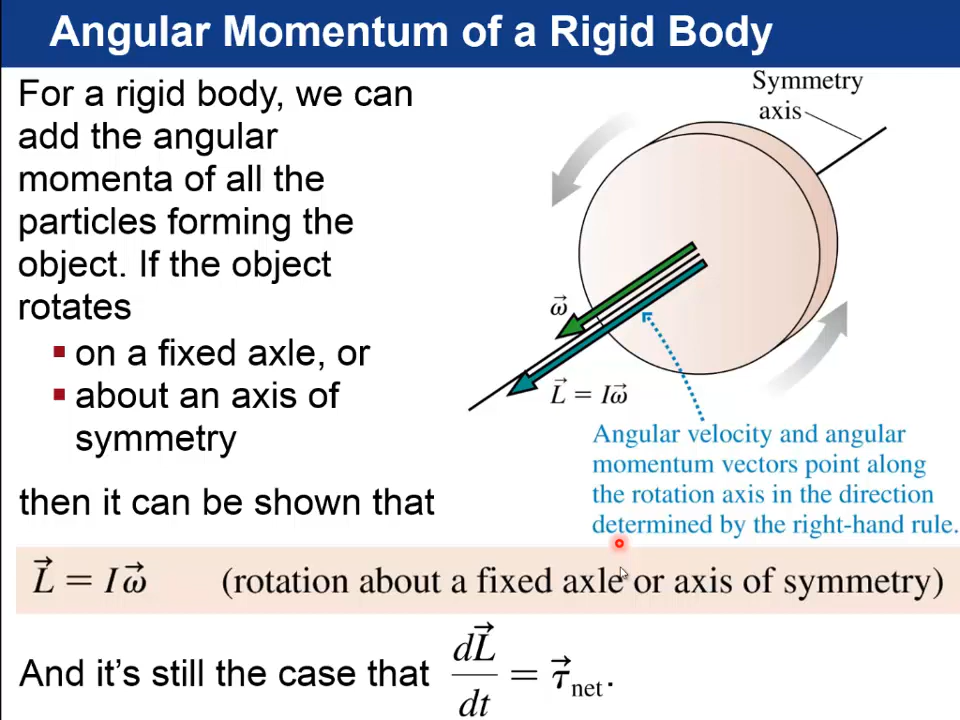 Angular Momentum of a Rigid Body
For a rigid body, we can
add the angular
momenta of all the
particles forming the
object. If the object
rotates
▪ on a fixed axle, or
▪ about an axis of
symmetry
then it can be shown that
Symmetry
axis
ω⃗
L⃗ = Iω⃗
Angular velocity and angular
momentum vectors point along
the rotation axis in the direction
determined by the right-hand rule.
L⃗ = Iω⃗ (rotation about a fixed axle or axis of symmetry)
And it's still the case that dL⃗/dt = τ⃗net.